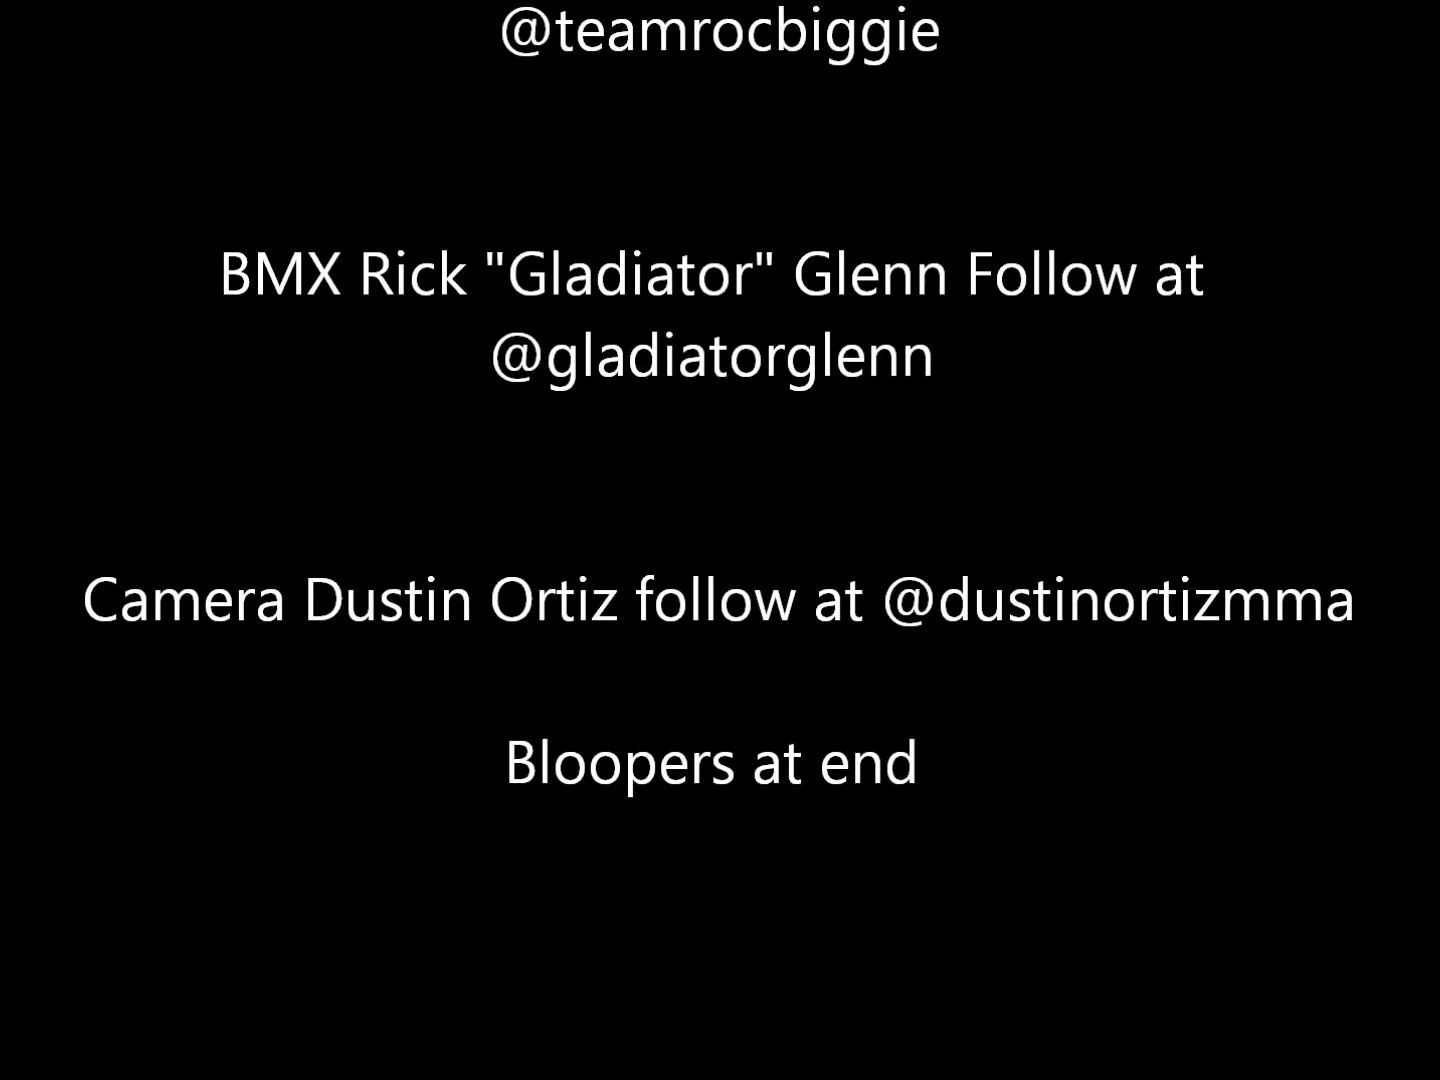 @teamrocbiggie
BMX Rick "Gladiator" Glenn Follow at
@gladiatorglenn
Camera Dustin Ortiz follow at @dustinortizmma
Bloopers at end